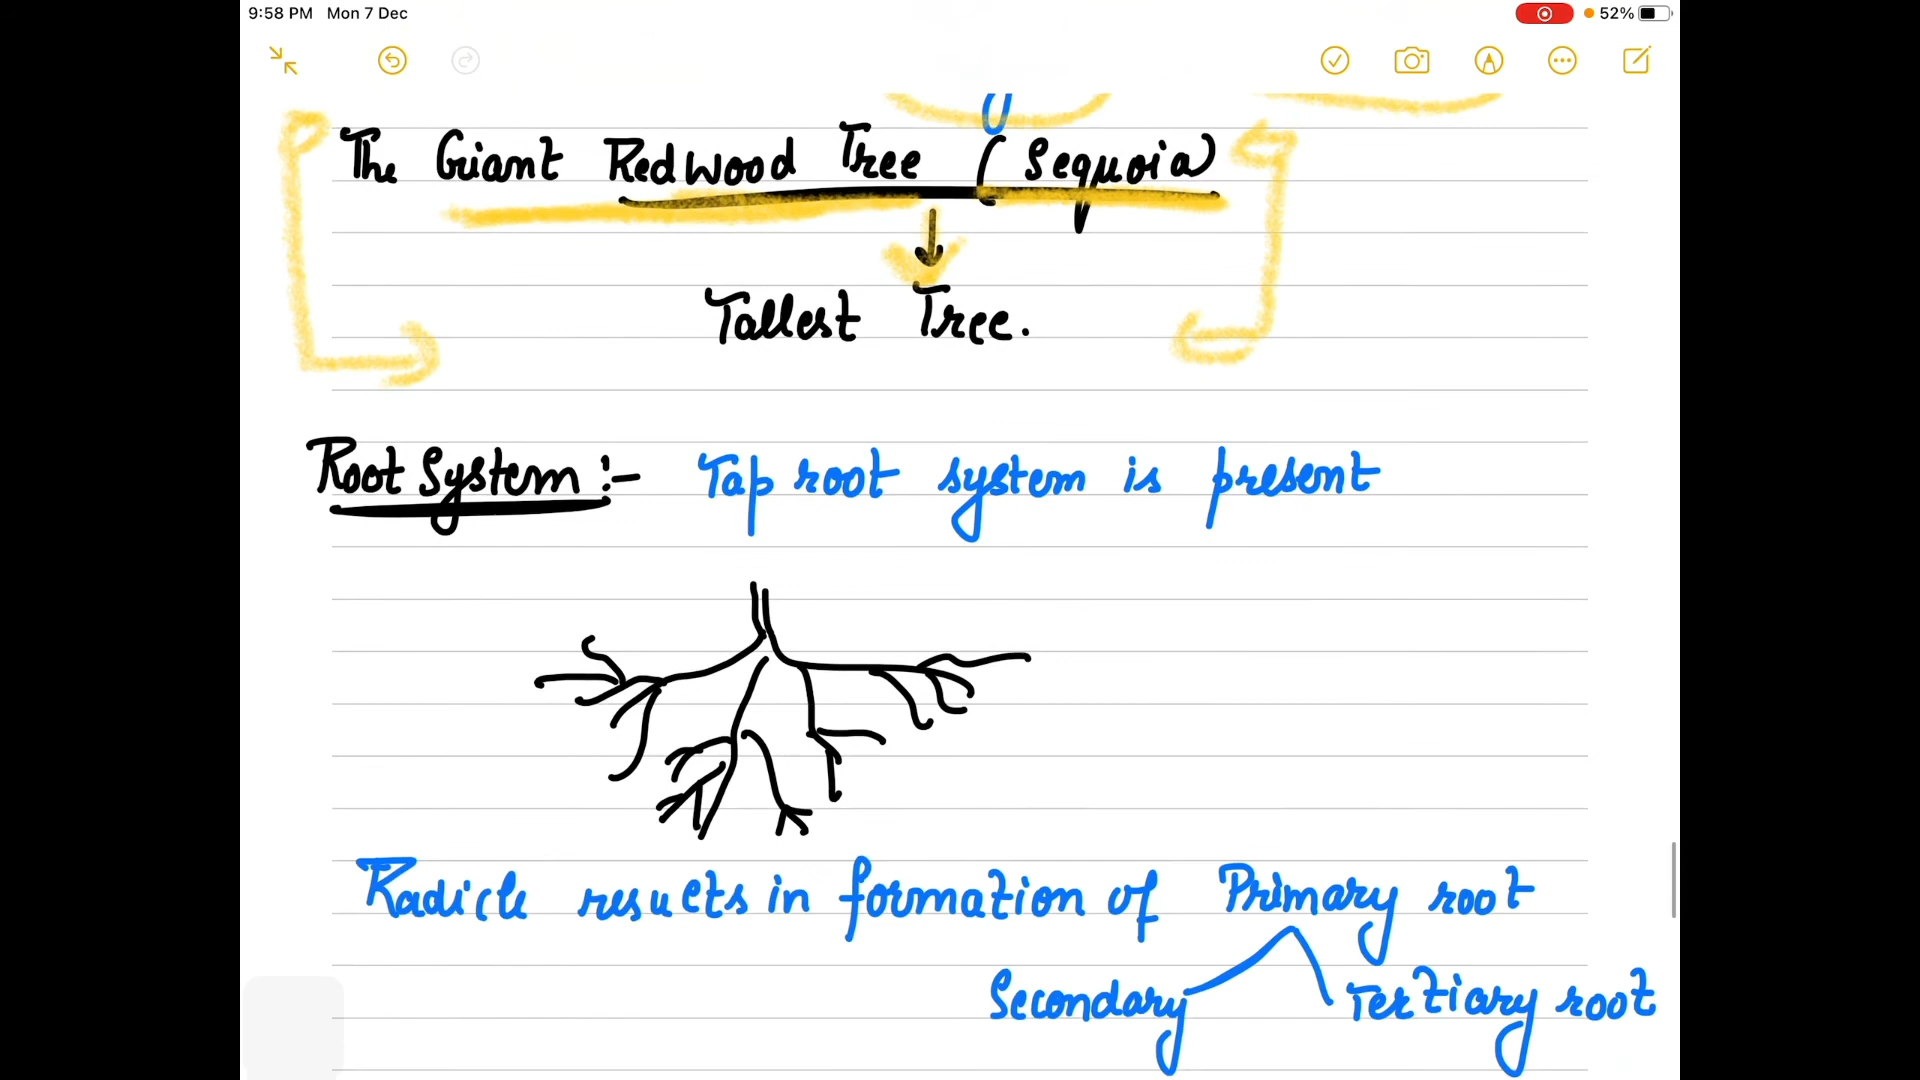 9:58 PM Mon 7 Dec
52%
The Giant Redwood Tree (Sequoia)
Tallest Tree.
Root System :- Tap root system is present
Radicle results in formation of Primary root
Secondary Tertiary root